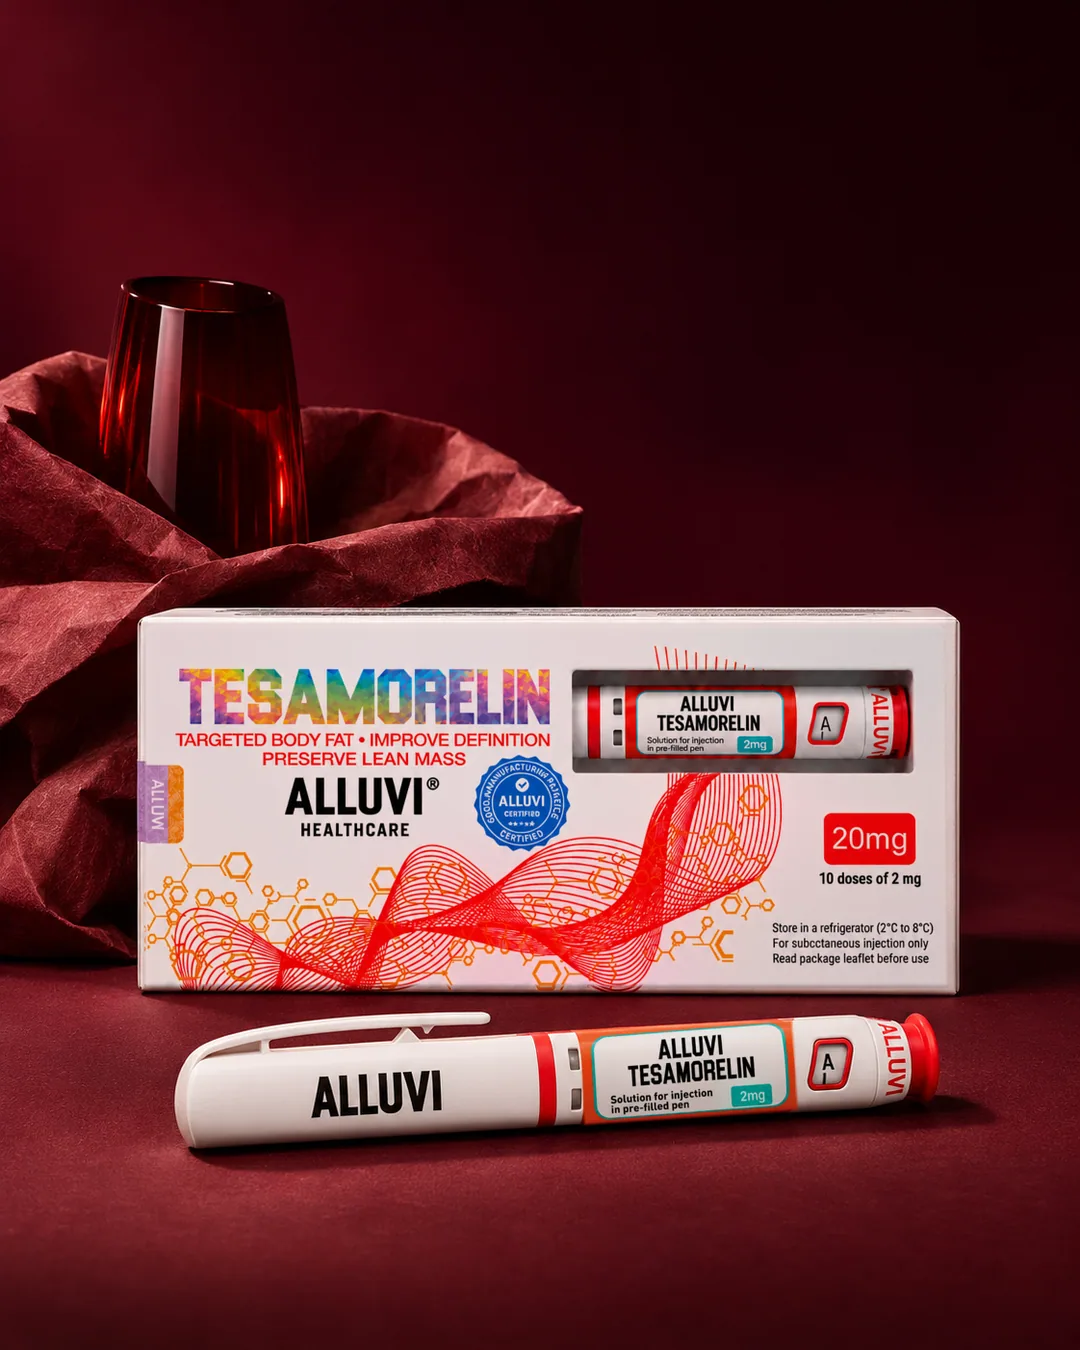 TESAMORELIN
TARGETED BODY FAT • IMPROVE DEFINITION
PRESERVE LEAN MASS
ALLUVI®
HEALTHCARE
ALLUVI
CERTIFIED
CERTIFIED
ALLUVI
TESAMORELIN
Solution for injection
in pre-filled pen
2mg
A
ALLUVI
20mg
10 doses of 2 mg
Store in a refrigerator (2°C to 8°C)
For subcctaneous injection only
Read package leaflet before use
ALLUVI
ALLUVI
TESAMORELIN
Solution for injection
in pre-filled pen
2mg
A
ALLUVI